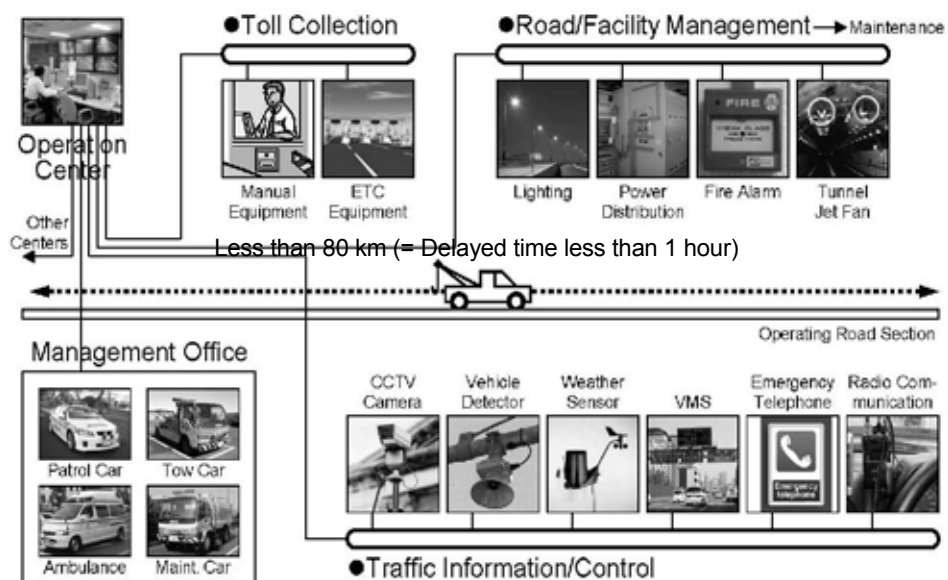 ●Toll Collection
●Road/Facility Management
Maintenance
Operation
Center
Manual
Equipment
ETC
Equipment
FIRE
Lighting
Power
Distribution
Fire Alarm
Tunnel
Jet Fan
Other
Centers
Less than 80 km (= Delayed time less than 1 hour)
Operating Road Section
Management Office
Patrol Car
Tow Car
Ambulance
Maint. Car
CCTV
Camera
Vehicle
Detector
Weather
Sensor
VMS
Emergency
Telephone
Radio Com-
munication
Emergency
telephone
●Traffic Information/Control